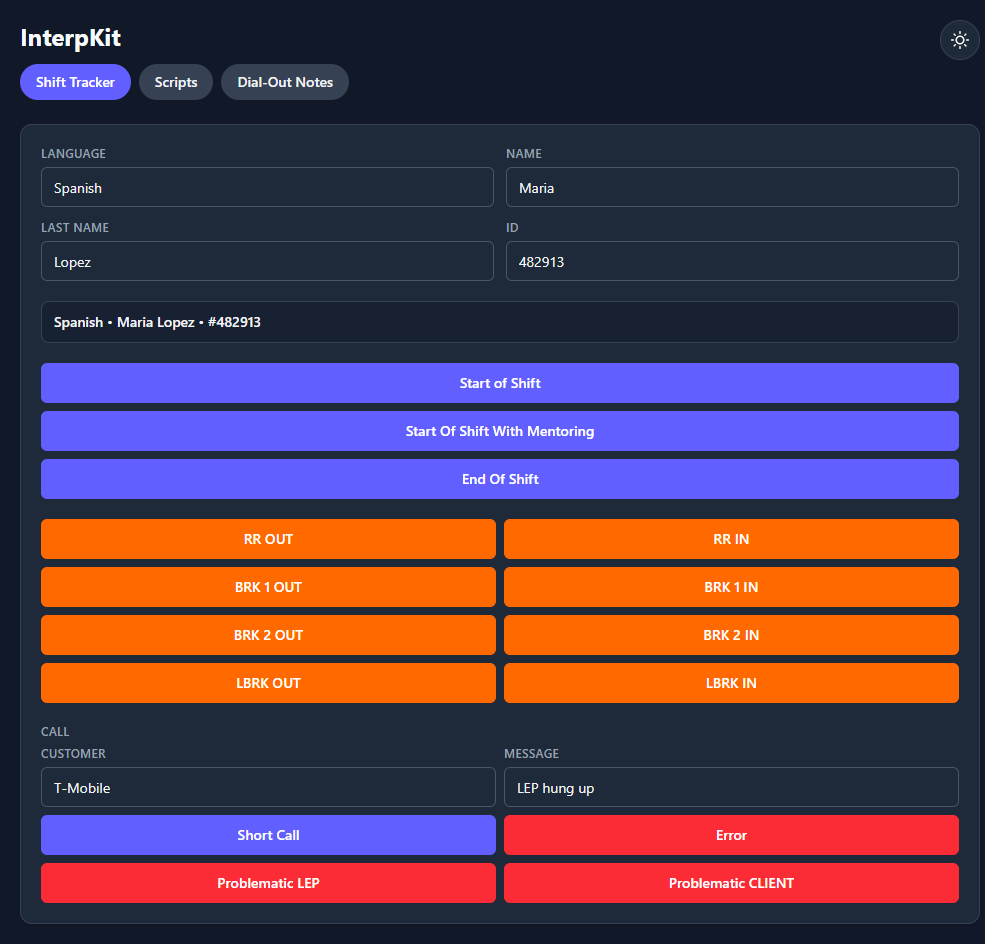 InterpKit
Shift Tracker Scripts Dial-Out Notes
LANGUAGE NAME
Spanish Maria
LAST NAME ID
Lopez 482913
Spanish • Maria Lopez • #482913
Start of Shift
Start Of Shift With Mentoring
End Of Shift
RR OUT RR IN
BRK 1 OUT BRK 1 IN
BRK 2 OUT BRK 2 IN
LBRK OUT LBRK IN
CALL
CUSTOMER MESSAGE
T-Mobile LEP hung up
Short Call Error
Problematic LEP Problematic CLIENT